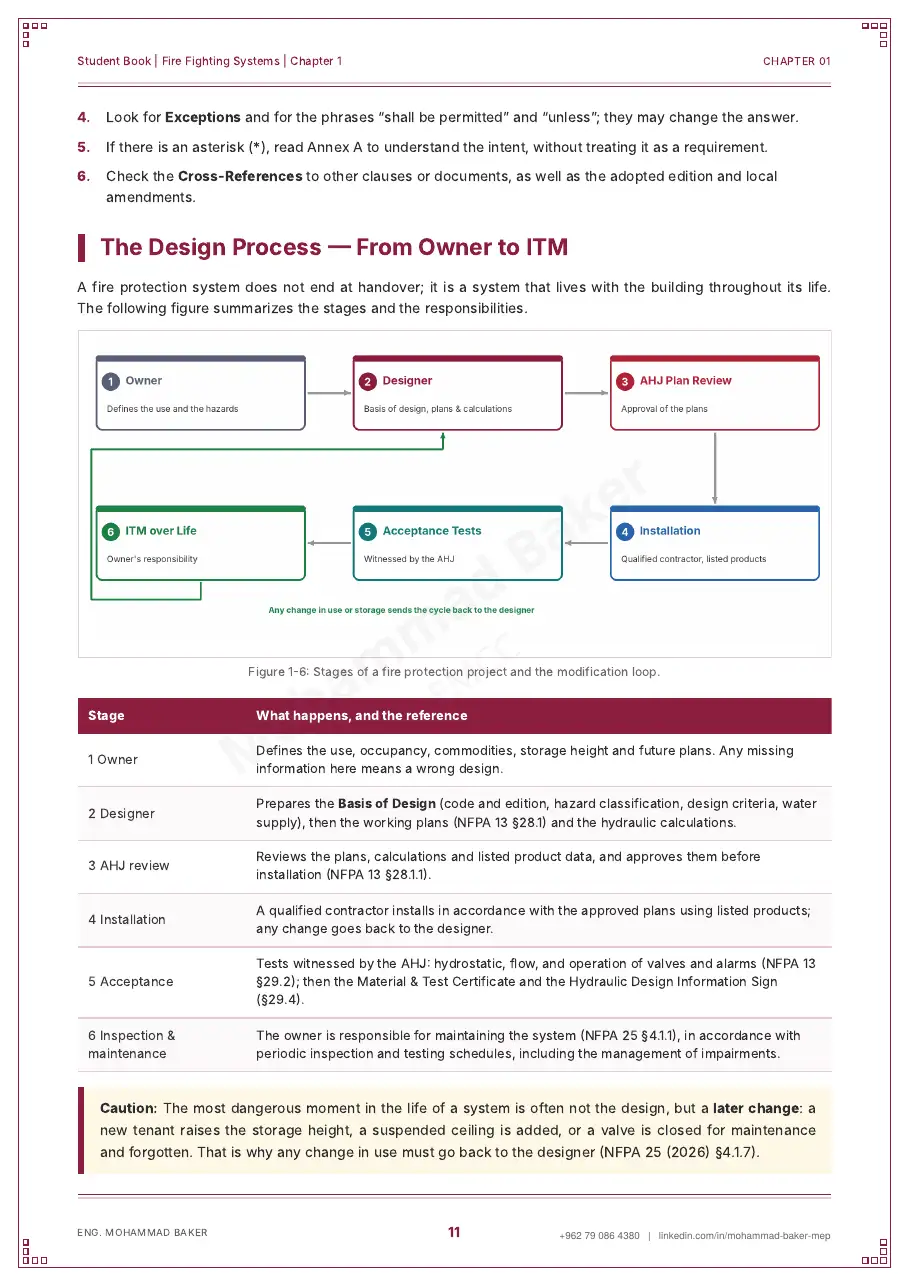 Student Book | Fire Fighting Systems | Chapter 1
CHAPTER 01
4. Look for Exceptions and for the phrases “shall be permitted” and “unless”; they may change the answer.
5. If there is an asterisk (*), read Annex A to understand the intent, without treating it as a requirement.
6. Check the Cross-References to other clauses or documents, as well as the adopted edition and local
amendments.
The Design Process — From Owner to ITM
A fire protection system does not end at handover; it is a system that lives with the building throughout its life.
The following figure summarizes the stages and the responsibilities.
1 Owner
Defines the use and the hazards
2 Designer
Basis of design, plans & calculations
3 AHJ Plan Review
Approval of the plans
6 ITM over Life
Owner's responsibility
5 Acceptance Tests
Witnessed by the AHJ
4 Installation
Qualified contractor, listed products
Any change in use or storage sends the cycle back to the designer
Mohammad Baker
Figure 1-6: Stages of a fire protection project and the modification loop.
Stage
What happens, and the reference
1 Owner
Defines the use, occupancy, commodities, storage height and future plans. Any missing
information here means a wrong design.
2 Designer
Prepares the Basis of Design (code and edition, hazard classification, design criteria, water
supply), then the working plans (NFPA 13 §28.1) and the hydraulic calculations.
3 AHJ review
Reviews the plans, calculations and listed product data, and approves them before
installation (NFPA 13 §28.1.1).
4 Installation
A qualified contractor installs in accordance with the approved plans using listed products;
any change goes back to the designer.
5 Acceptance
Tests witnessed by the AHJ: hydrostatic, flow, and operation of valves and alarms (NFPA 13
§29.2); then the Material & Test Certificate and the Hydraulic Design Information Sign
(§29.4).
6 Inspection &
maintenance
The owner is responsible for maintaining the system (NFPA 25 §4.1.1), in accordance with
periodic inspection and testing schedules, including the management of impairments.
Caution: The most dangerous moment in the life of a system is often not the design, but a later change: a
new tenant raises the storage height, a suspended ceiling is added, or a valve is closed for maintenance
and forgotten. That is why any change in use must go back to the designer (NFPA 25 (2026) §4.1.7).
ENG. MOHAMMAD BAKER
11
+962 79 086 4380 | linkedin.com/in/mohammad-baker-mep